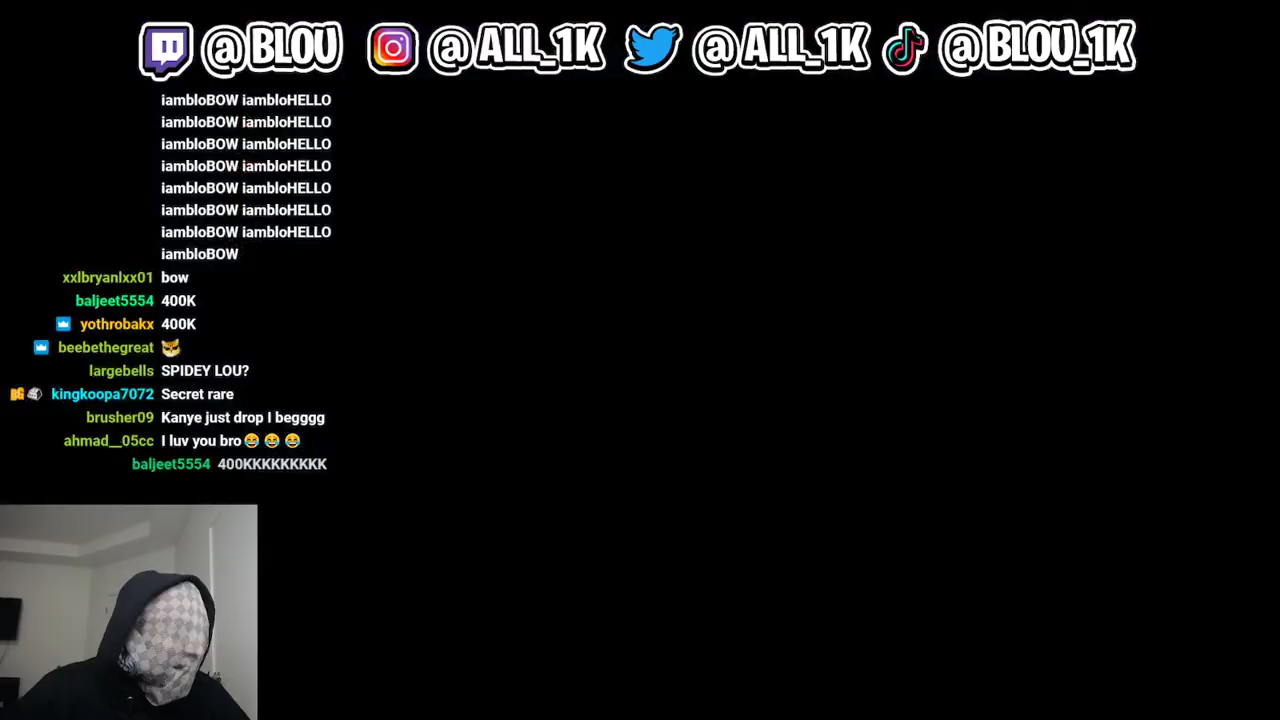 @BLOU @ALL_1K @ALL_1K @BLOU_1K
iambloBOW iambloHELLO
iambloBOW iambloHELLO
iambloBOW iambloHELLO
iambloBOW iambloHELLO
iambloBOW iambloHELLO
iambloBOW iambloHELLO
iambloBOW iambloHELLO
iambloBOW
xxlbryanlxx01 bow
baljeet5554 400K
yothrobakx 400K
beebethegreat
largebells SPIDEY LOU?
kingkoopa7072 Secret rare
brusher09 Kanye just drop I begggg
ahmad__05cc I luv you bro😂 😂 😂
baljeet5554 400KKKKKKKKK